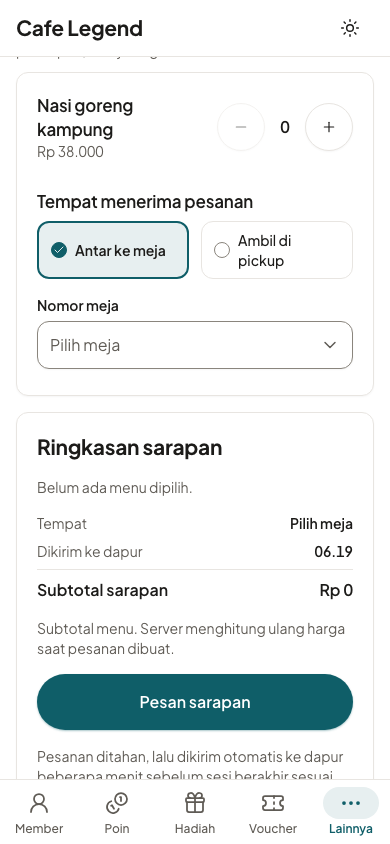 Cafe Legend
Nasi goreng
kampung
Rp 38.000
0
Tempat menerima pesanan
Antar ke meja
Ambil di
pickup
Nomor meja
Pilih meja
Ringkasan sarapan
Belum ada menu dipilih.
Tempat Pilih meja
Dikirim ke dapur 06.19
Subtotal sarapan Rp 0
Subtotal menu. Server menghitung ulang harga
saat pesanan dibuat.
Pesan sarapan
Pesanan ditahan, lalu dikirim otomatis ke dapur
beberapa menit sebelum sesi berakhir sesuai
Member Poin Hadiah Voucher Lainnya